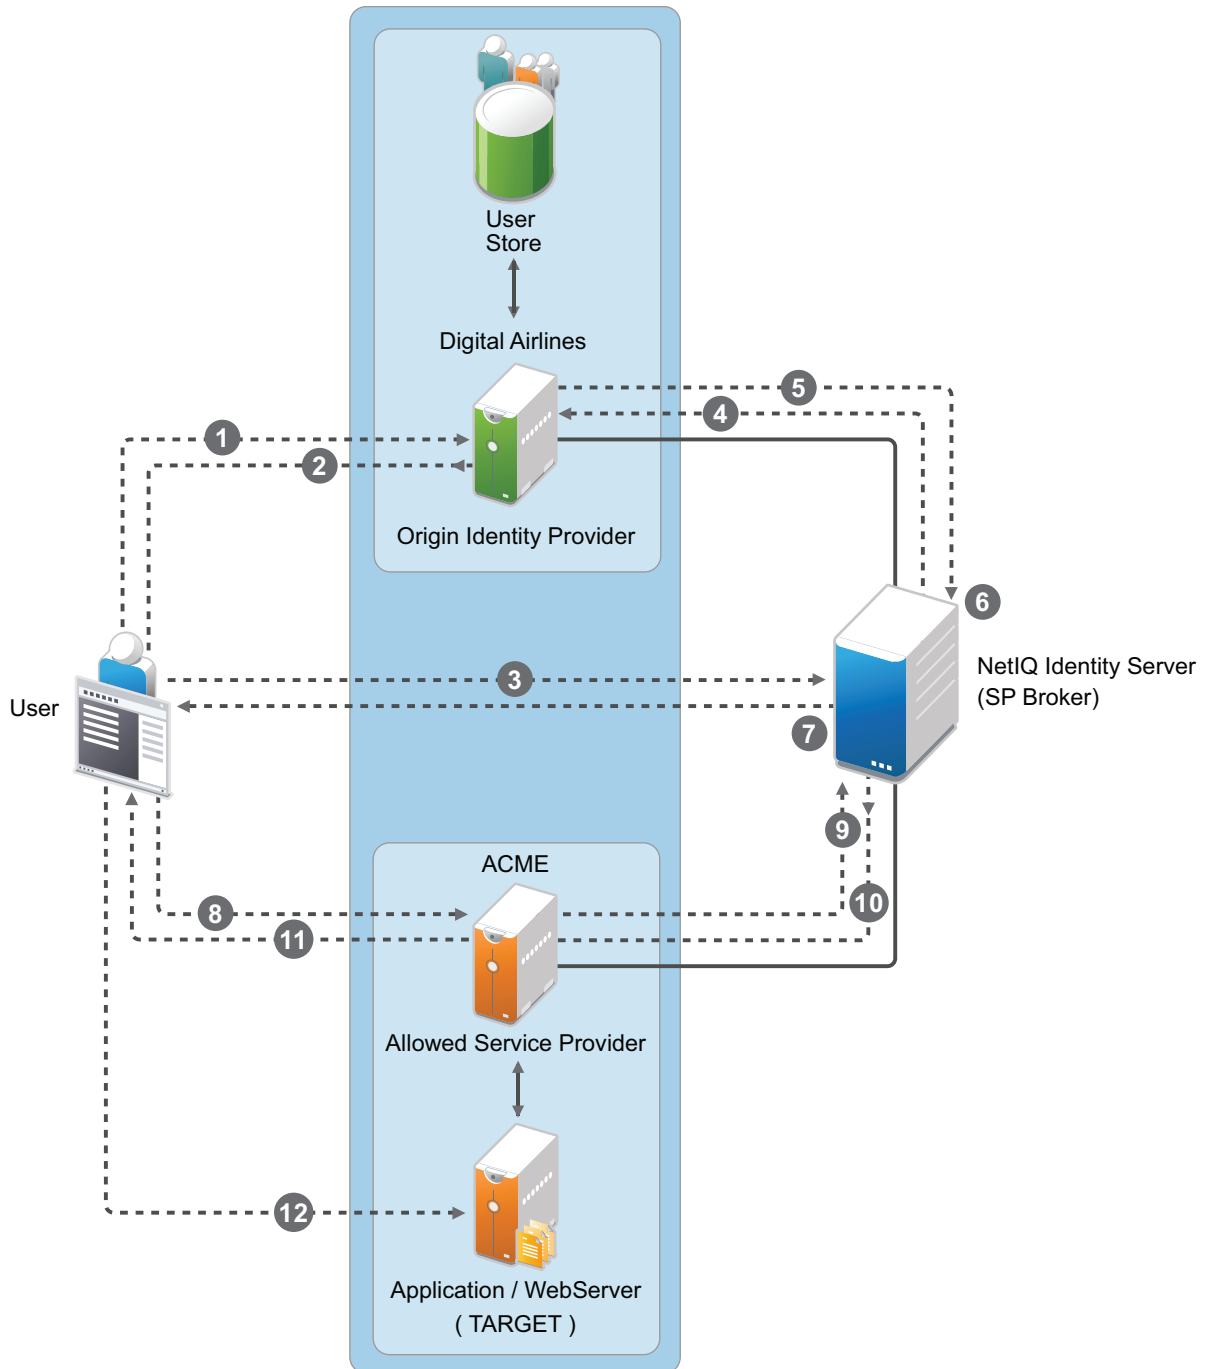 User
Store
Digital Airlines
5
4
1
2
Origin Identity Provider
6
NetIQ Identity Server
(SP Broker)
3
User
7
9
ACME
10
8
11
Allowed Service Provider
12
Application / WebServer
( TARGET )